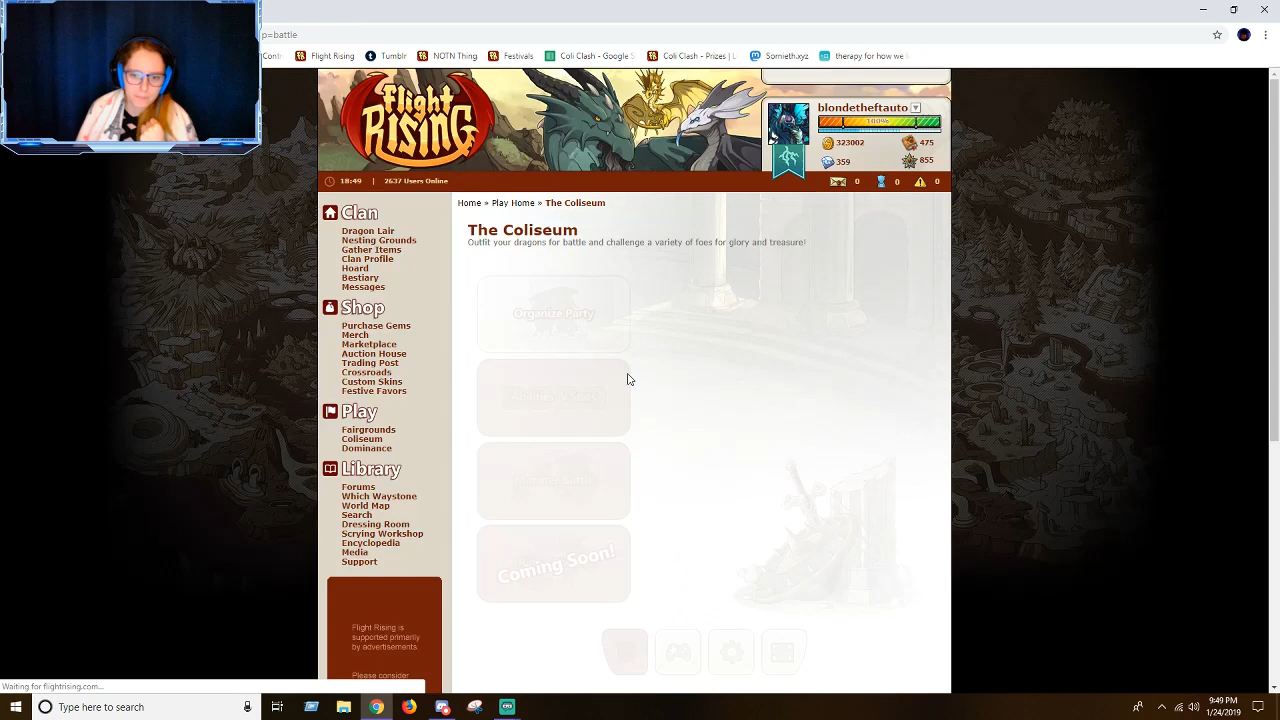 p=battle
Flight Rising
Tumblr
NOTN Thing
Festivals
Coli Clash - Google S
Coli Clash - Prizes | L
Sornieth.xyz
therapy for how we l
Flight
RISING
blondetheftauto
100%
323002
475
359
855
18:49 | 2637 Users Online
0
0
0
Home » Play Home » The Coliseum
The Coliseum
Outfit your dragons for battle and challenge a variety of foes for glory and treasure!
Clan
Dragon Lair
Nesting Grounds
Gather Items
Clan Profile
Hoard
Bestiary
Messages
Shop
Purchase Gems
Merch
Marketplace
Auction House
Trading Post
Crossroads
Custom Skins
Festive Favors
Play
Fairgrounds
Coliseum
Dominance
Library
Forums
Which Waystone
World Map
Search
Dressing Room
Scrying Workshop
Encyclopedia
Media
Support
Organize Party
Coming Soon!
Flight Rising is
supported primarily
by advertisements.
Please consider
Waiting for flightrising.com...
Type here to search
9:49 PM
1/24/2019